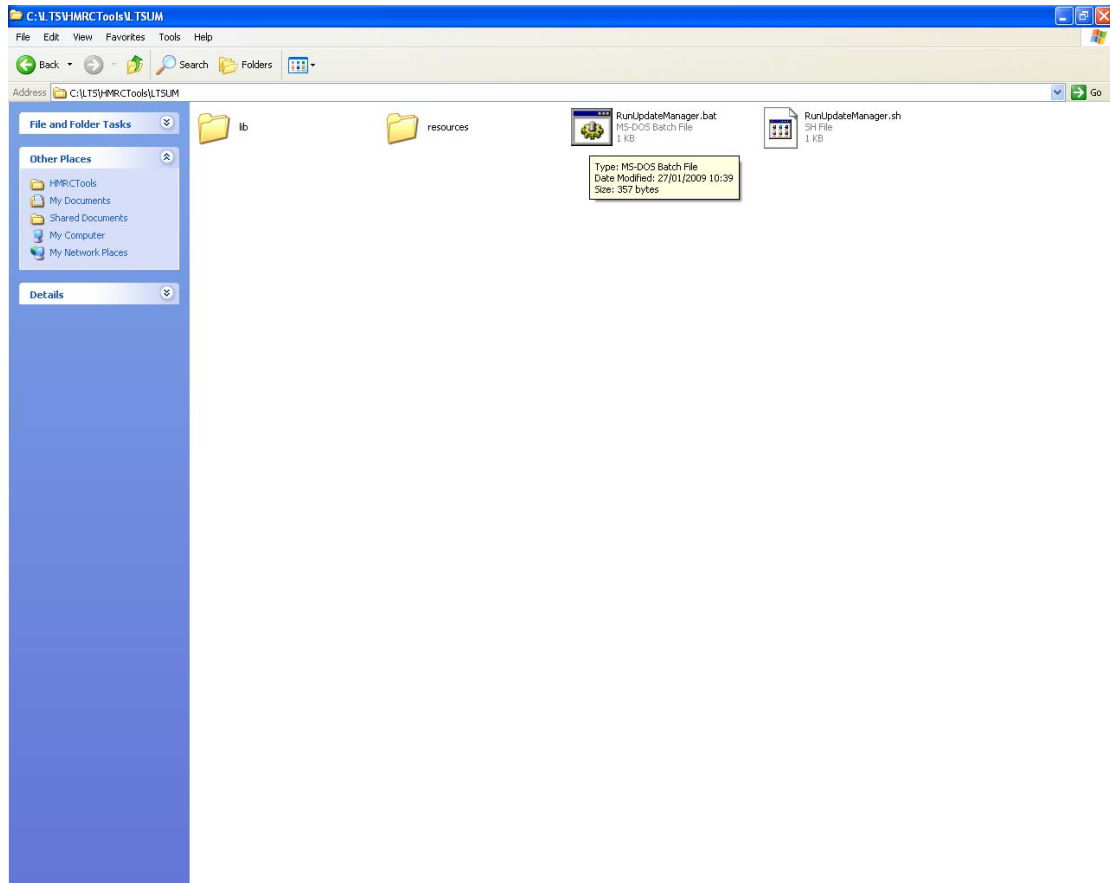 C:\LTS\HMRCTools\LTSUM
File Edit View Favorites Tools Help
Back Search Folders
Address C:\LTS\HMRCTools\LTSUM Go
File and Folder Tasks
Other Places
HMRCTools
My Documents
Shared Documents
My Computer
My Network Places
Details
lib
resources
RunUpdateManager.bat
MS-DOS Batch File
1 KB
RunUpdateManager.sh
SH File
1 KB
Type: MS-DOS Batch File
Date Modified: 27/01/2009 10:39
Size: 357 bytes